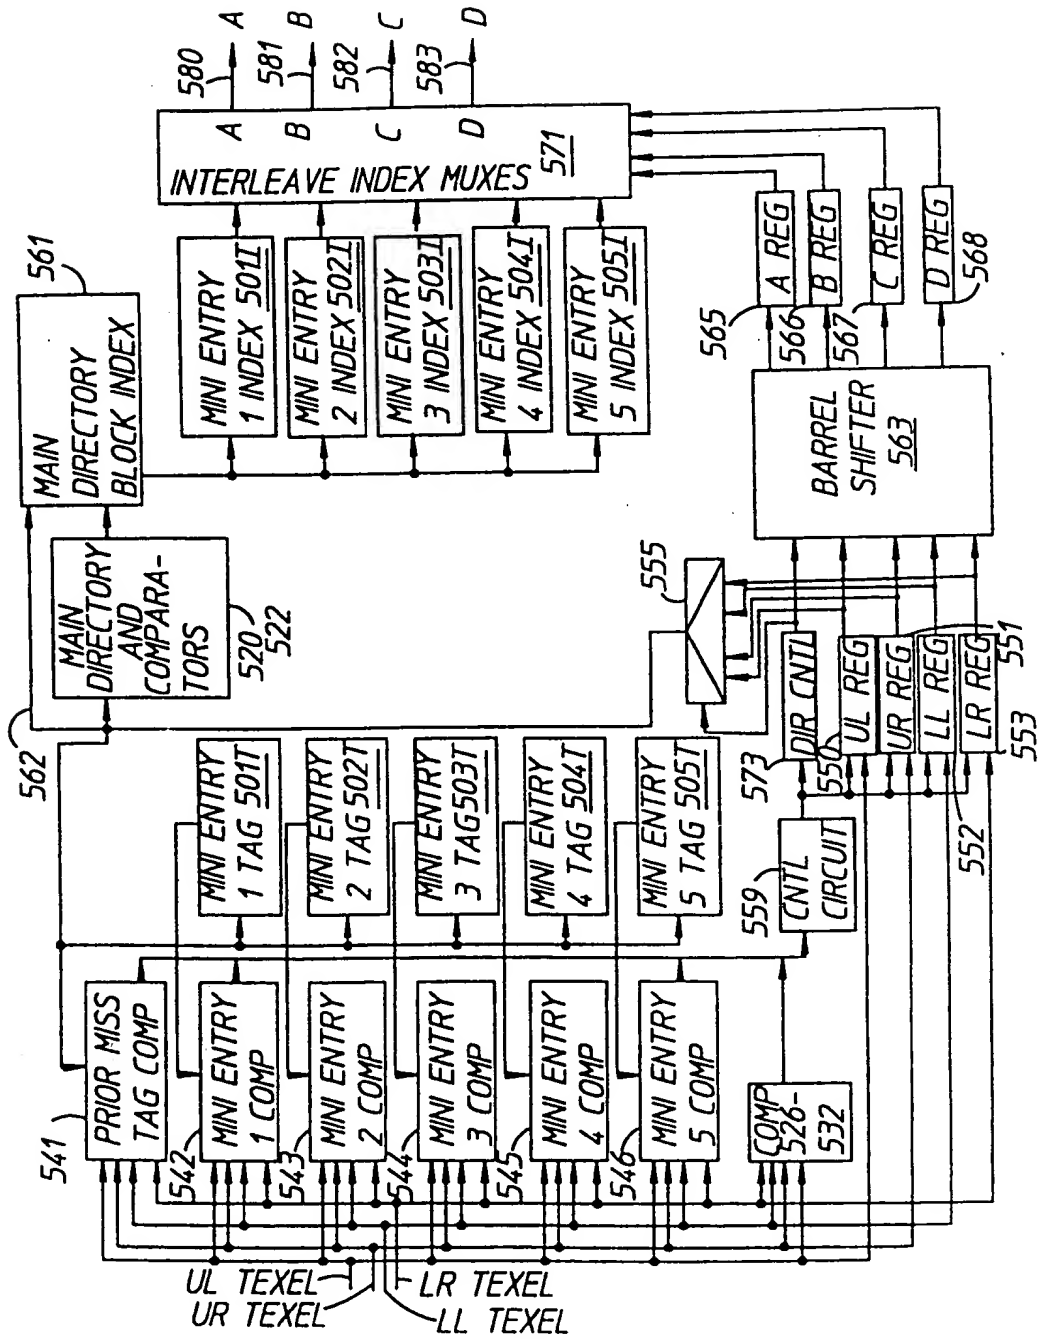 UL TEXEL
UR TEXEL
LR TEXEL
LL TEXEL
541
PRIOR MISS
TAG COMP
542
MINI ENTRY
1 COMP
543
MINI ENTRY
2 COMP
544
MINI ENTRY
3 COMP
545
MINI ENTRY
4 COMP
546
MINI ENTRY
5 COMP
COMP
526-
532
MINI ENTRY
1 TAG 501T
MINI ENTRY
2 TAG 502T
MINI ENTRY
3 TAG 503T
MINI ENTRY
4 TAG 504T
MINI ENTRY
5 TAG 505T
559
CNTL
CIRCUIT
562
MAIN
DIRECTORY
AND
COMPARA-
TORS
520
522
573
DIR CNTL
550
UL REG
UR REG
551
LL REG
552
LR REG
553
555
MAIN
DIRECTORY
BLOCK INDEX
561
MINI ENTRY
1 INDEX 501I
MINI ENTRY
2 INDEX 502I
MINI ENTRY
3 INDEX 503I
MINI ENTRY
4 INDEX 504I
MINI ENTRY
5 INDEX 505I
BARREL
SHIFTER
563
565
A REG
566
B REG
567
C REG
D REG
568
INTERLEAVE INDEX MUXES
571
A
B
C
D
580
A
581
B
582
C
583
D